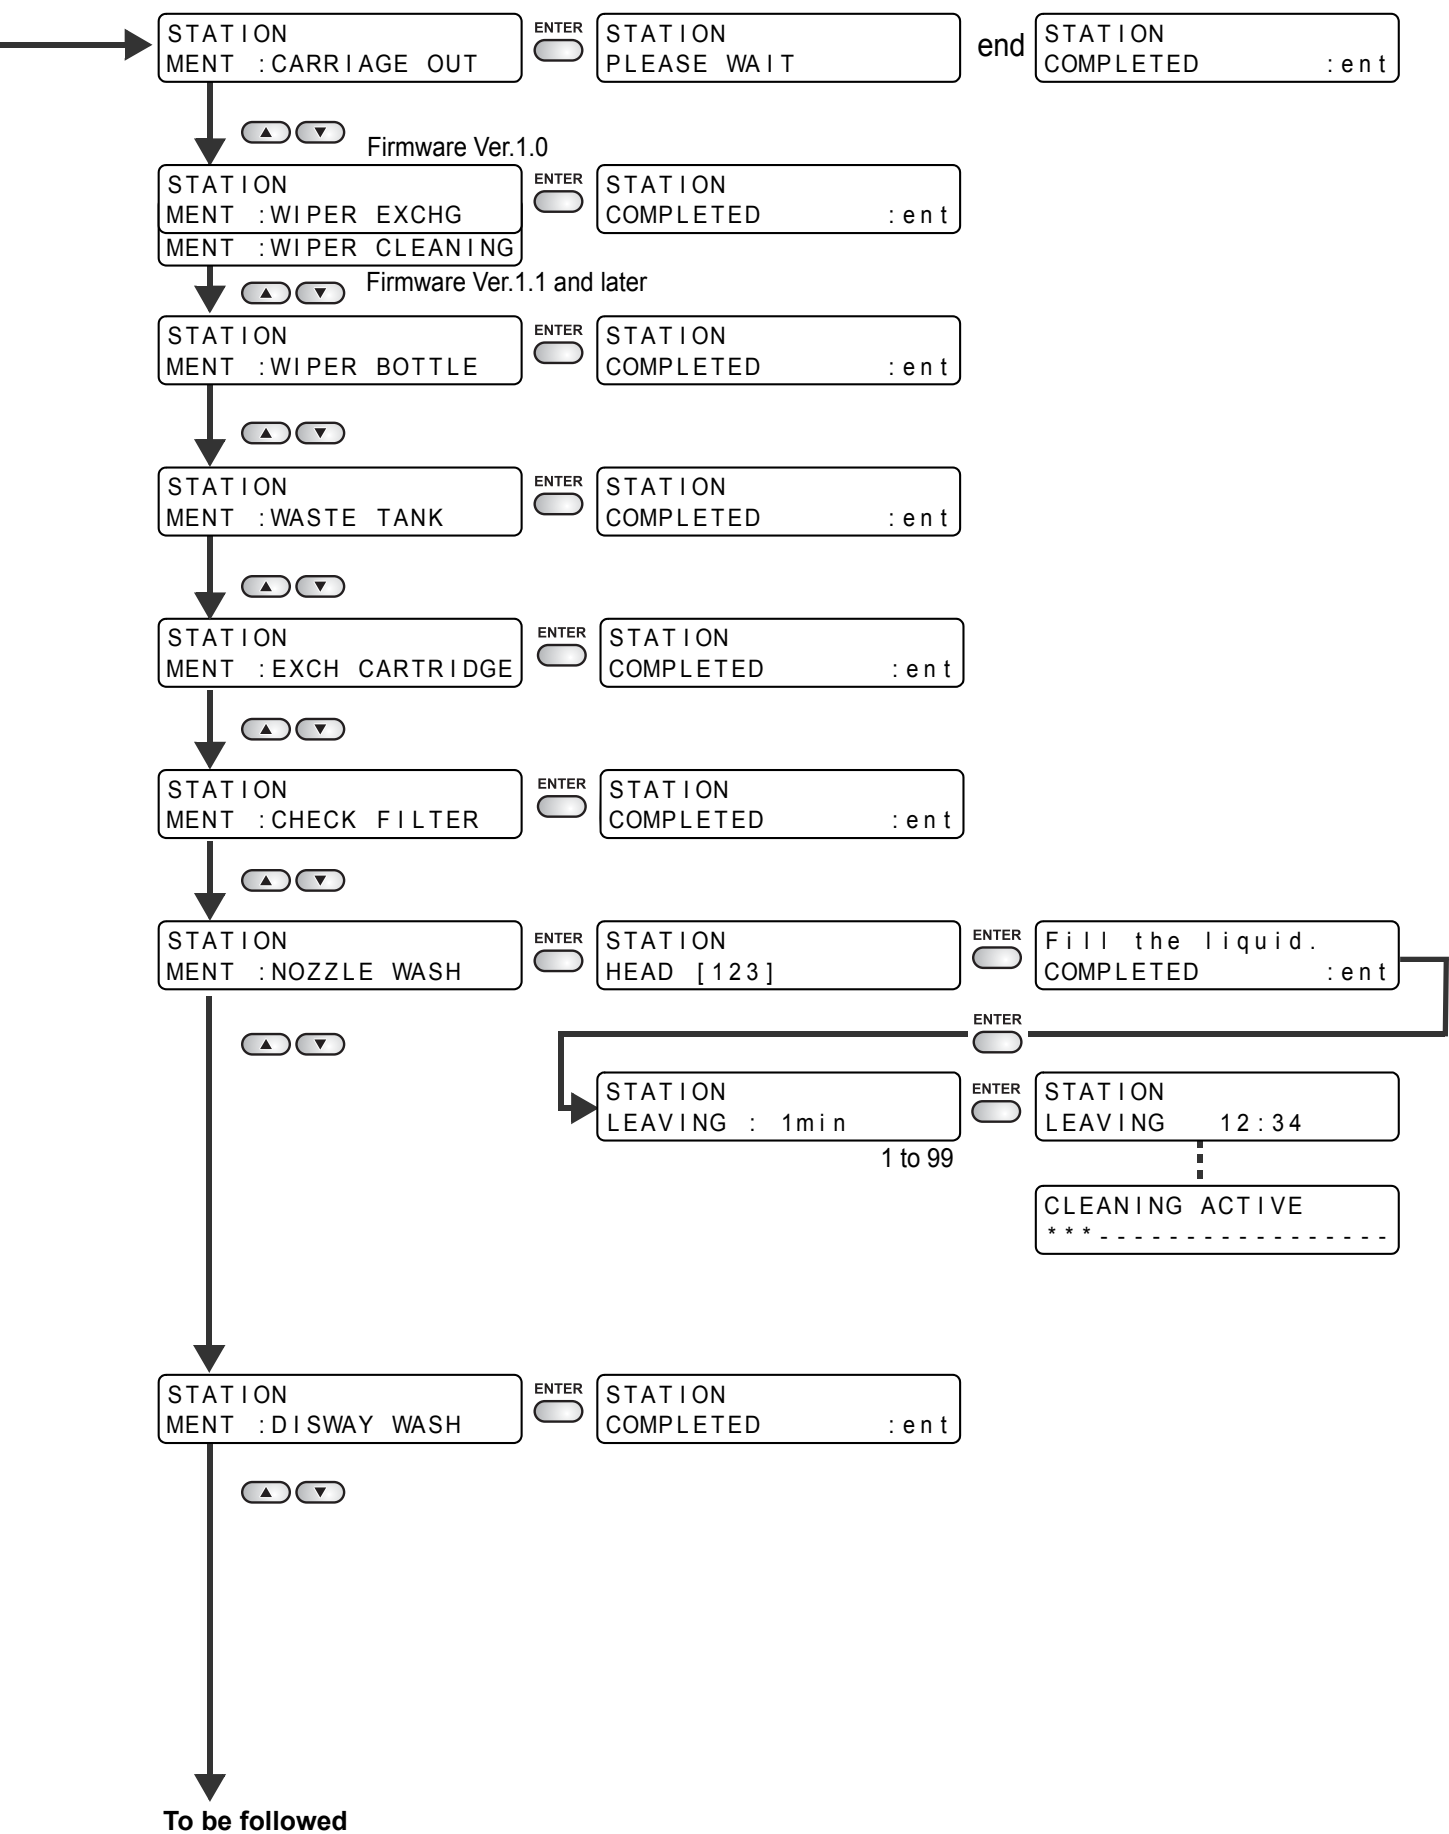 STATION
MENT :CARRIAGE OUT
ENTER
STATION
PLEASE WAIT
end
STATION
COMPLETED :ent
Firmware Ver.1.0
STATION
MENT :WIPER EXCHG
MENT :WIPER CLEANING
ENTER
STATION
COMPLETED :ent
Firmware Ver.1.1 and later
STATION
MENT :WIPER BOTTLE
ENTER
STATION
COMPLETED :ent
STATION
MENT :WASTE TANK
ENTER
STATION
COMPLETED :ent
STATION
MENT :EXCH CARTRIDGE
ENTER
STATION
COMPLETED :ent
STATION
MENT :CHECK FILTER
ENTER
STATION
COMPLETED :ent
STATION
MENT :NOZZLE WASH
ENTER
STATION
HEAD [123]
ENTER
Fill the liquid.
COMPLETED :ent
ENTER
STATION
LEAVING : 1min
1 to 99
ENTER
STATION
LEAVING 12:34
CLEANING ACTIVE
***-----------------
STATION
MENT :DISWAY WASH
ENTER
STATION
COMPLETED :ent
To be followed